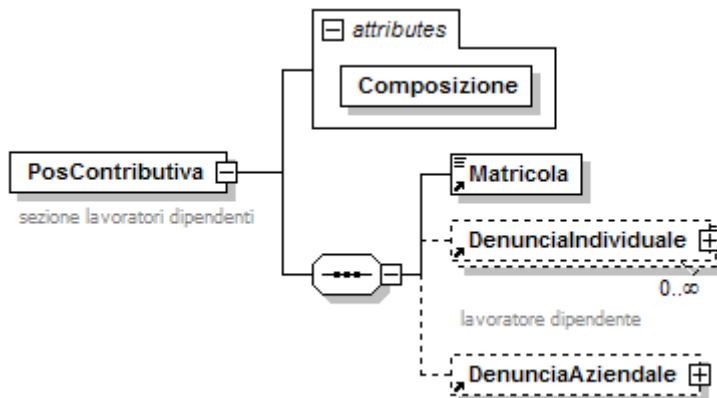 attributes
Composizione
PosContributiva
sezione lavoratori dipendenti
Matricola
DenunciaIndividuale
0..∞
lavoratore dipendente
DenunciaAziendale